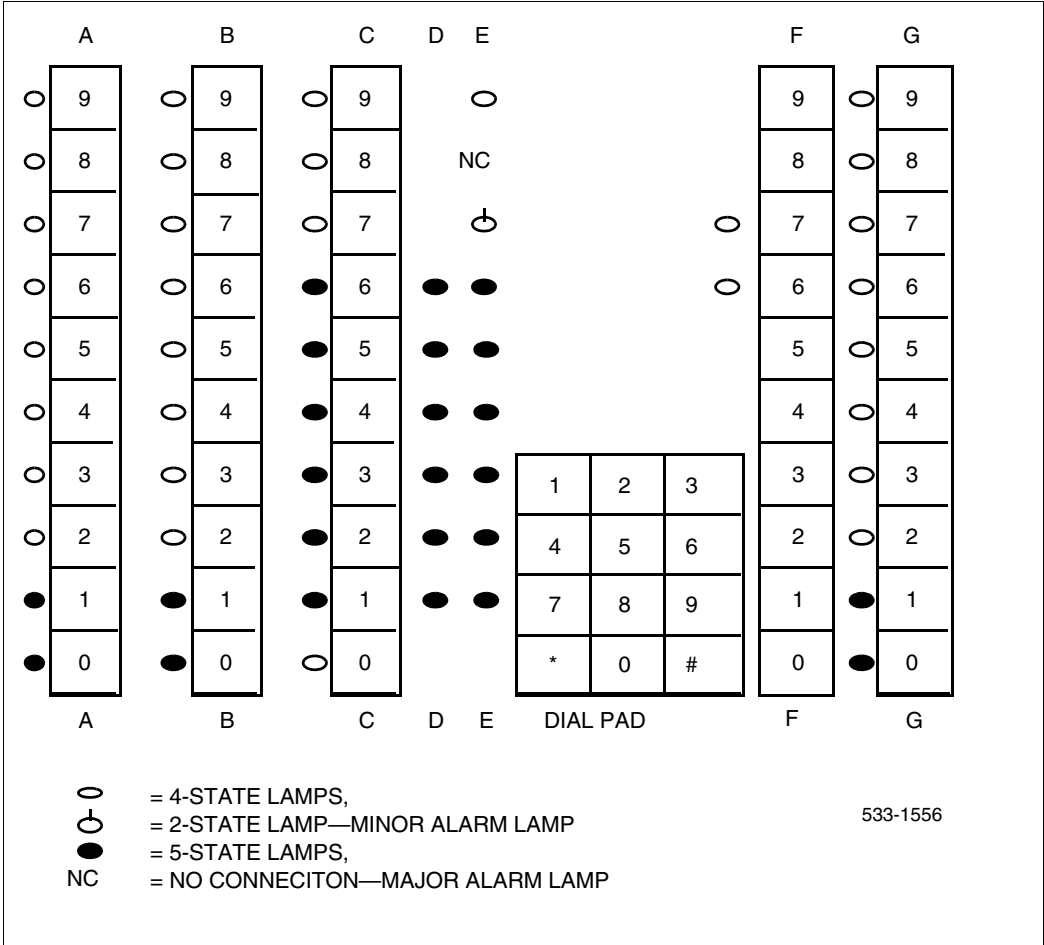 A B C D E F G
9 9 9 9 9
8 8 8 NC 8 8
7 7 7 7 7
6 6 6 6 6
5 5 5 5 5
4 4 4 4 4
3 3 3 1 2 3 3 3
2 2 2 4 5 6 2 2
1 1 1 7 8 9 1 1
0 0 0 * 0 # 0 0
A B C D E DIAL PAD F G
= 4-STATE LAMPS,
= 2-STATE LAMP—MINOR ALARM LAMP
533-1556
= 5-STATE LAMPS,
NC = NO CONNECITON—MAJOR ALARM LAMP